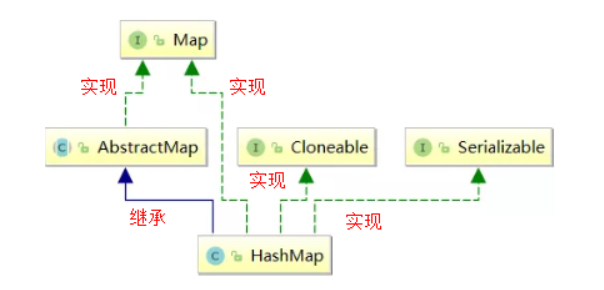 I Map
实现 实现
C AbstractMap I Cloneable I Serializable
实现
继承 实现
C HashMap